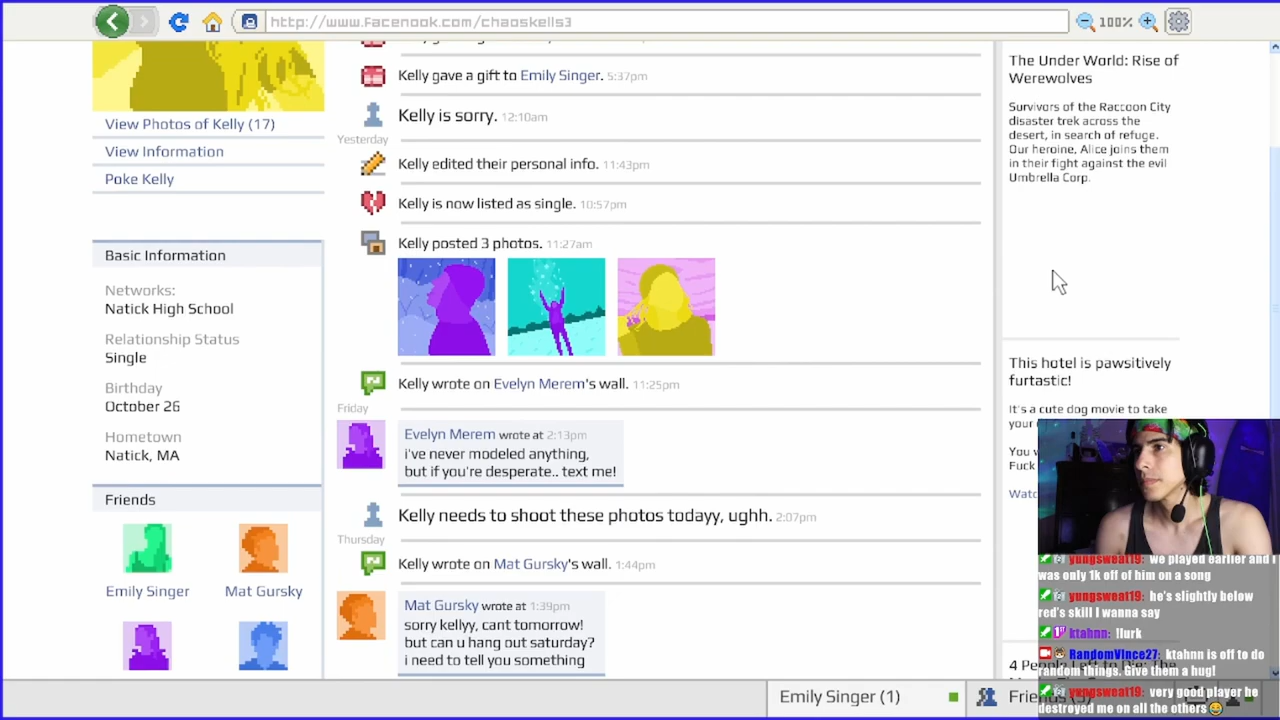 http://www.facenook.com/chaoskells3
100%
Kelly gave a gift to Emily Singer. 5:37pm
Kelly is sorry. 12:10am
Yesterday
Kelly edited their personal info. 11:43pm
Kelly is now listed as single. 10:57pm
Kelly posted 3 photos. 11:27am
Kelly wrote on Evelyn Merem's wall. 11:25pm
Friday
Evelyn Merem wrote at 2:13pm
i've never modeled anything,
but if you're desperate.. text me!
Kelly needs to shoot these photos todayy, ughh. 2:07pm
Thursday
Kelly wrote on Mat Gursky's wall. 1:44pm
Mat Gursky wrote at 1:39pm
sorry kellyy, cant tomorrow!
but can u hang out saturday?
i need to tell you something
View Photos of Kelly (17)
View Information
Poke Kelly
Basic Information
Networks:
Natick High School
Relationship Status
Single
Birthday
October 26
Hometown
Natick, MA
Friends
Emily Singer
Mat Gursky
The Under World: Rise of
Werewolves
Survivors of the Raccoon City
disaster trek across the
desert, in search of refuge.
Our heroine, Alice joins them
in their fight against the evil
Umbrella Corp.
This hotel is pawsitively
furtastic!
It's a cute dog movie to take
your
You
Fuck
4 People Left to Die: The
Emily Singer (1)
yungsweat19: we played earlier and i
was only 1k off of him on a song
yungsweat19: he's slightly below
red's skill I wanna say
ktahnn: !lurk
RandomVInce27: ktahnn is off to do
random things. Give them a hug!
yungsweat19: very good player he
destroyed me on all the others 😅